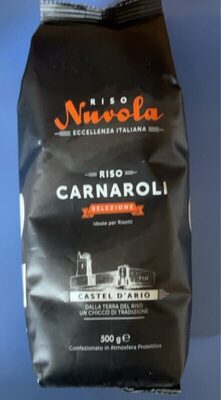 RISO
Nuvola
ECCELLENZA ITALIANA
RISO
CARNAROLI
SELEZIONE
ideale per Risotti
CASTEL D'ARIO
DALLA TERRA DEL RISO
UN CHICCO DI TRADIZIONE
500 g ℮
Confezionato in Atmosfera Protettiva